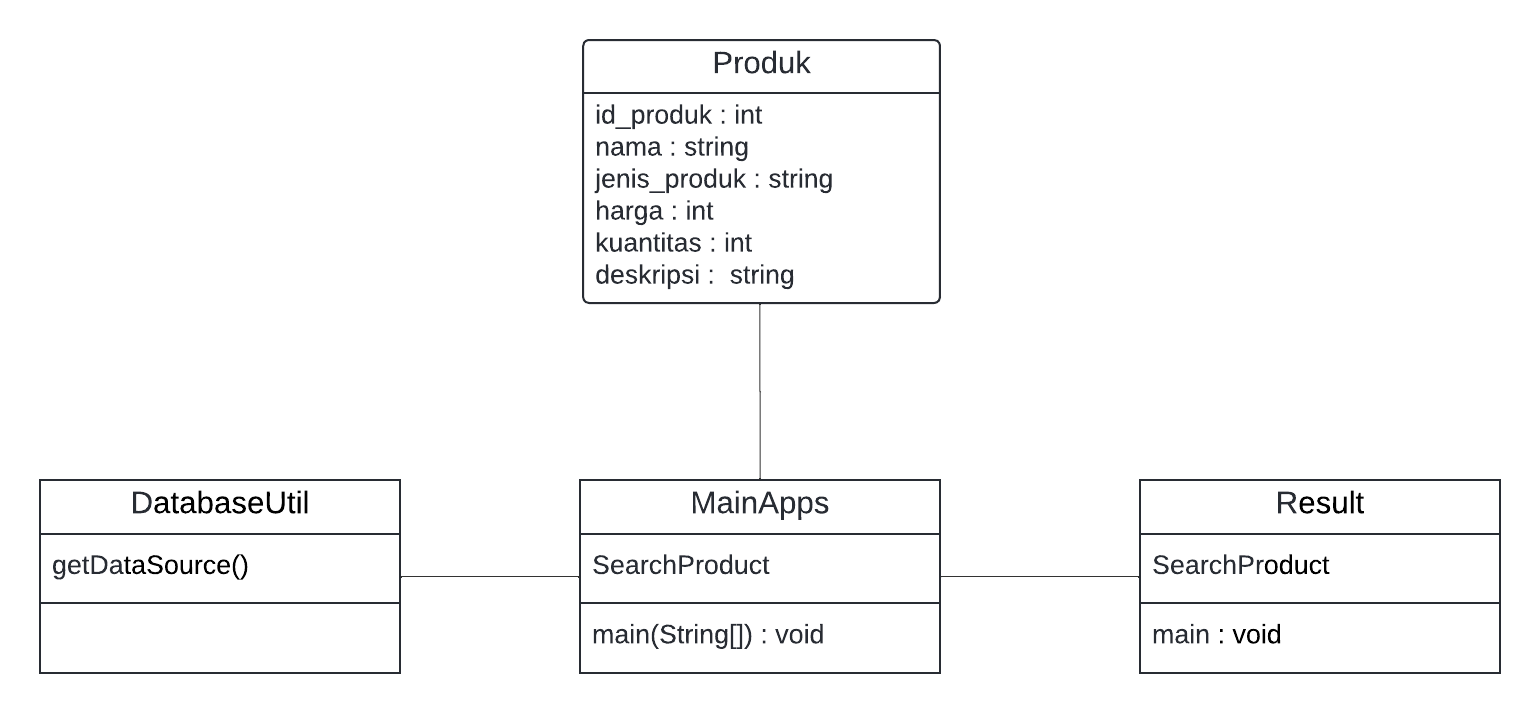 Produk
id_produk : int
nama : string
jenis_produk : string
harga : int
kuantitas : int
deskripsi :  string
DatabaseUtil
getDataSource()
MainApps
SearchProduct
main(String[]) : void
Result
SearchProduct
main : void